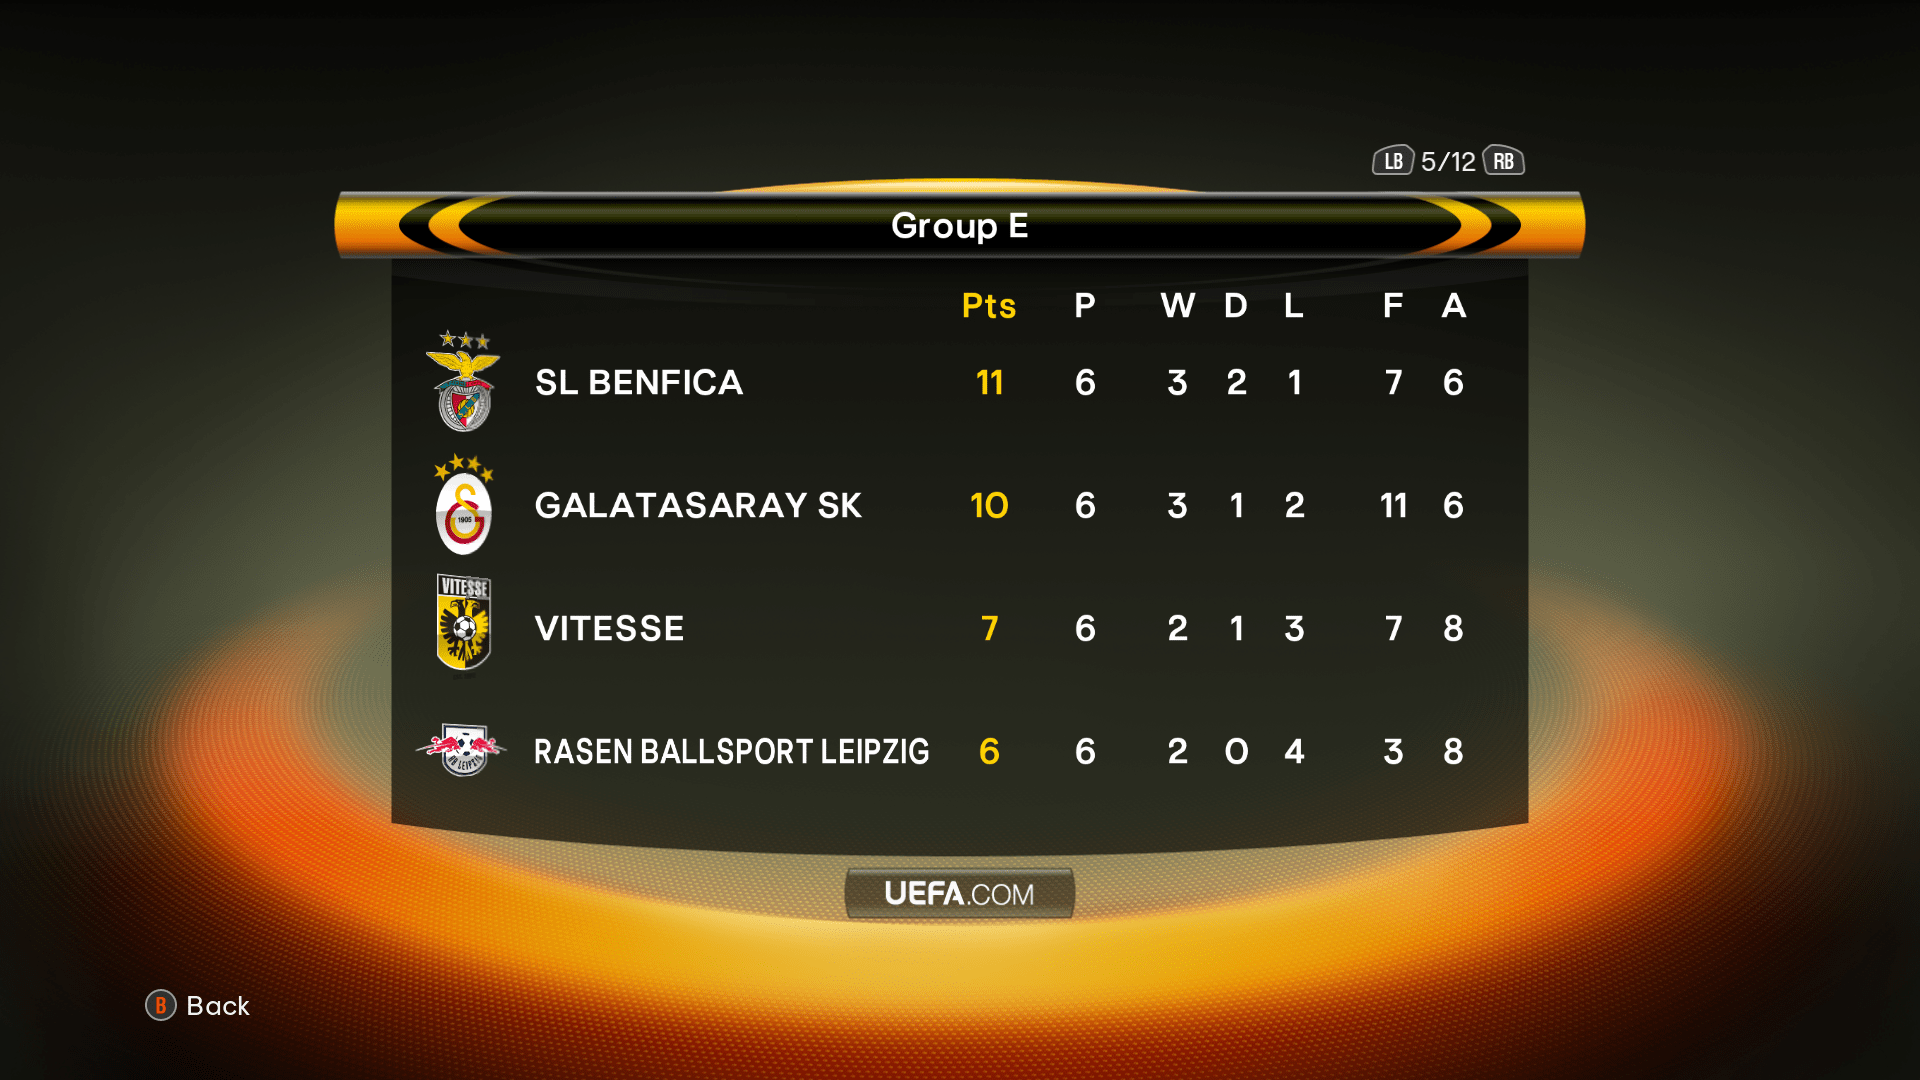 LB 5/12 RB
Group E
Pts P W D L F A
SL BENFICA 11 6 3 2 1 7 6
1905
GALATASARAY SK 10 6 3 1 2 11 6
VITESSE
VITESSE 7 6 2 1 3 7 8
RB LEIPZIG
RASEN BALLSPORT LEIPZIG 6 6 2 0 4 3 8
UEFA.COM
B Back